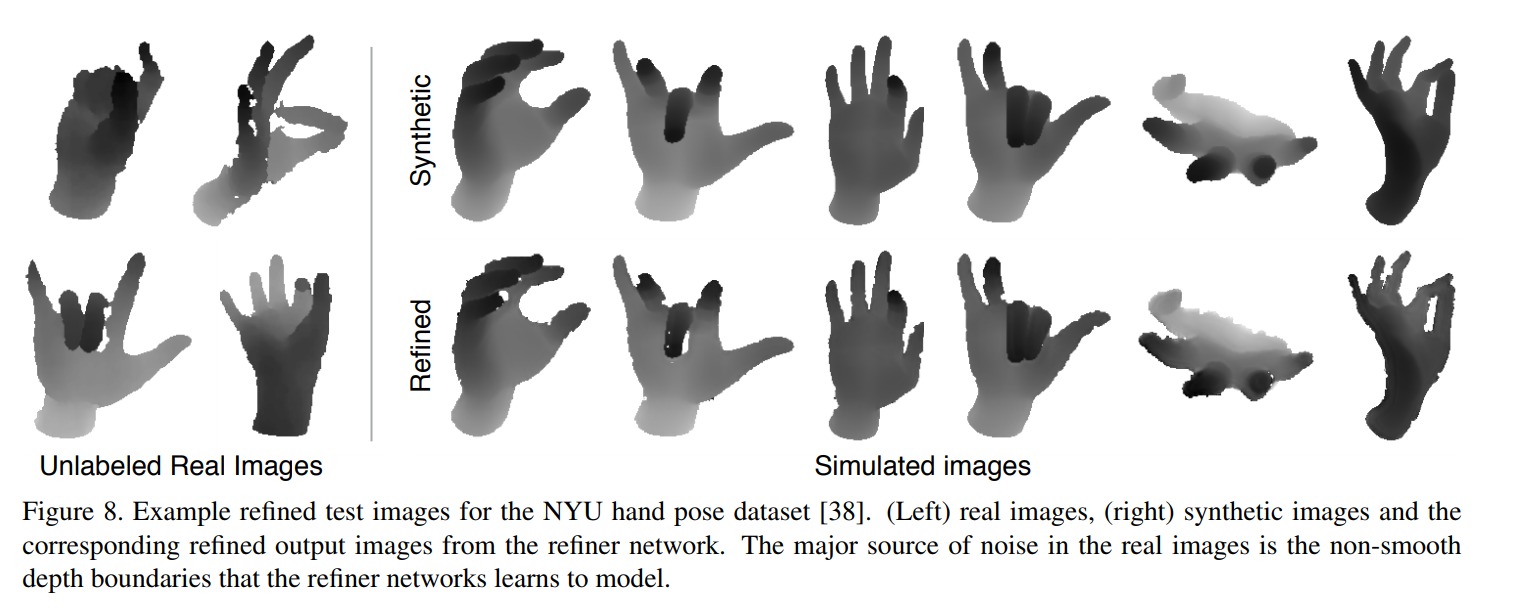 Synthetic
Refined
Unlabeled Real Images
Simulated images
Figure 8. Example refined test images for the NYU hand pose dataset [38]. (Left) real images, (right) synthetic images and the
corresponding refined output images from the refiner network. The major source of noise in the real images is the non-smooth
depth boundaries that the refiner networks learns to model.